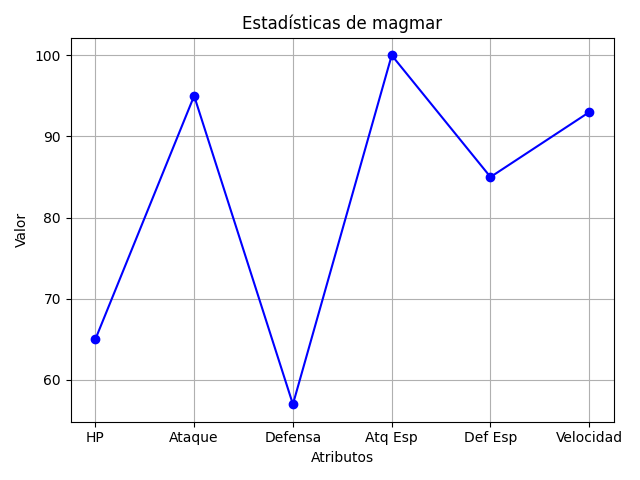 Estadísticas de magmar
100
90
80
70
60
Valor
HP Ataque Defensa Atq Esp Def Esp Velocidad
Atributos